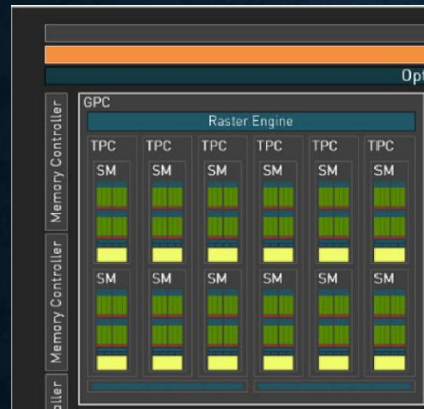 Opt
GPC
Raster Engine
TPC TPC TPC TPC TPC TPC
SM SM SM SM SM SM
SM SM SM SM SM SM
Memory Controller
Memory Controller
oller